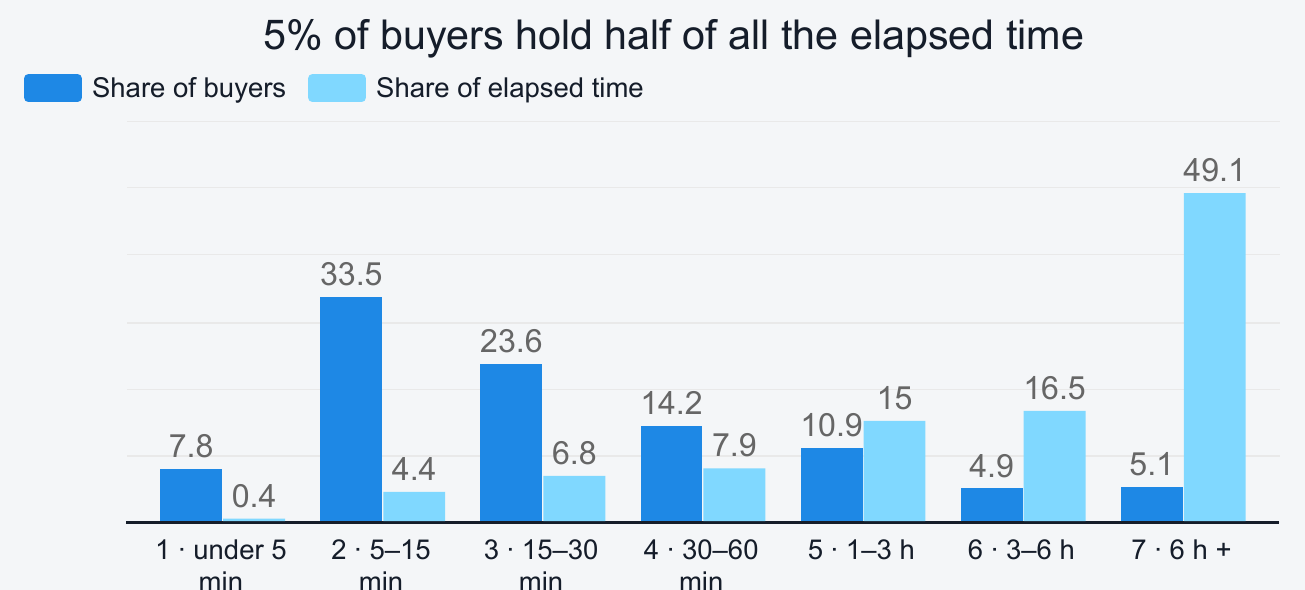 5% of buyers hold half of all the elapsed time
Share of buyers
Share of elapsed time
7.8
0.4
33.5
4.4
23.6
6.8
14.2
7.9
10.9
15
4.9
16.5
5.1
49.1
1 · under 5
min
2 · 5–15
min
3 · 15–30
min
4 · 30–60
min
5 · 1–3 h
6 · 3–6 h
7 · 6 h +